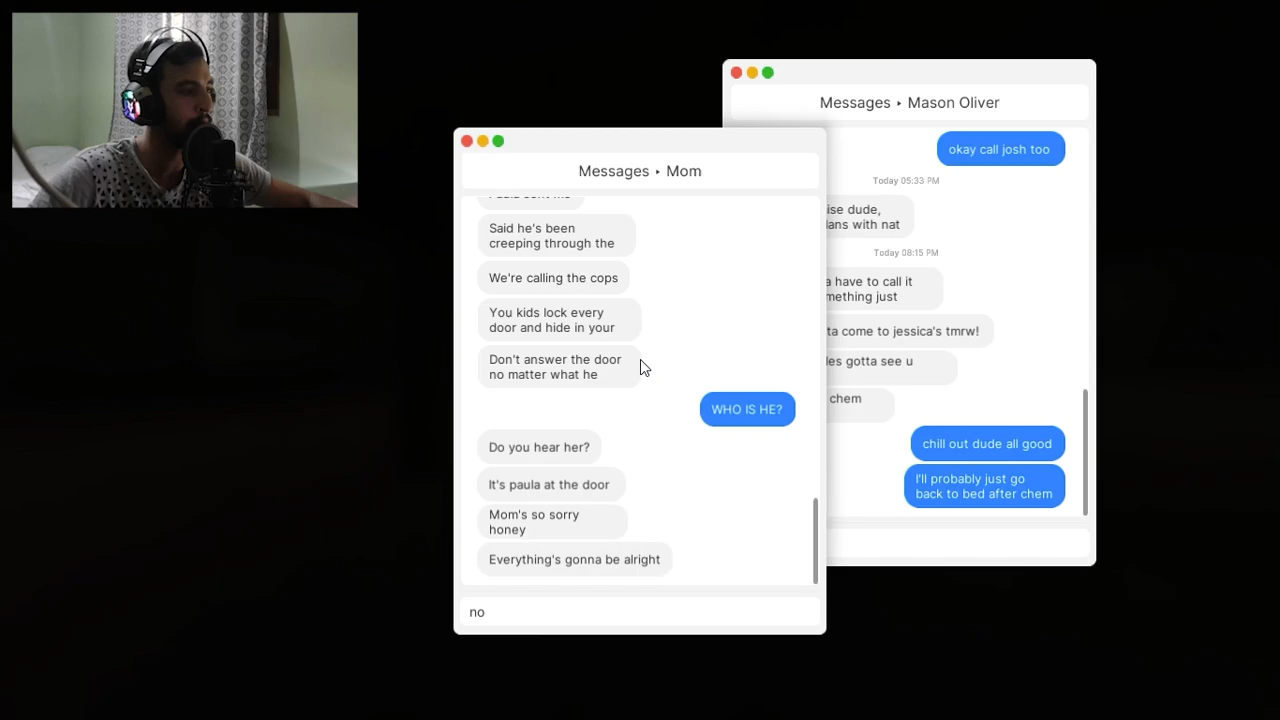 Messages ‣ Mason Oliver
okay call josh too
Today 05:33 PM
ise dude,
lans with nat
Today 08:15 PM
a have to call it
mething just
ta come to jessica's tmrw!
les gotta see u
chem
chill out dude all good
I'll probably just go
back to bed after chem
Messages ‣ Mom
Said he's been
creeping through the
We're calling the cops
You kids lock every
door and hide in your
Don't answer the door
no matter what he
WHO IS HE?
Do you hear her?
It's paula at the door
Mom's so sorry
honey
Everything's gonna be alright
no